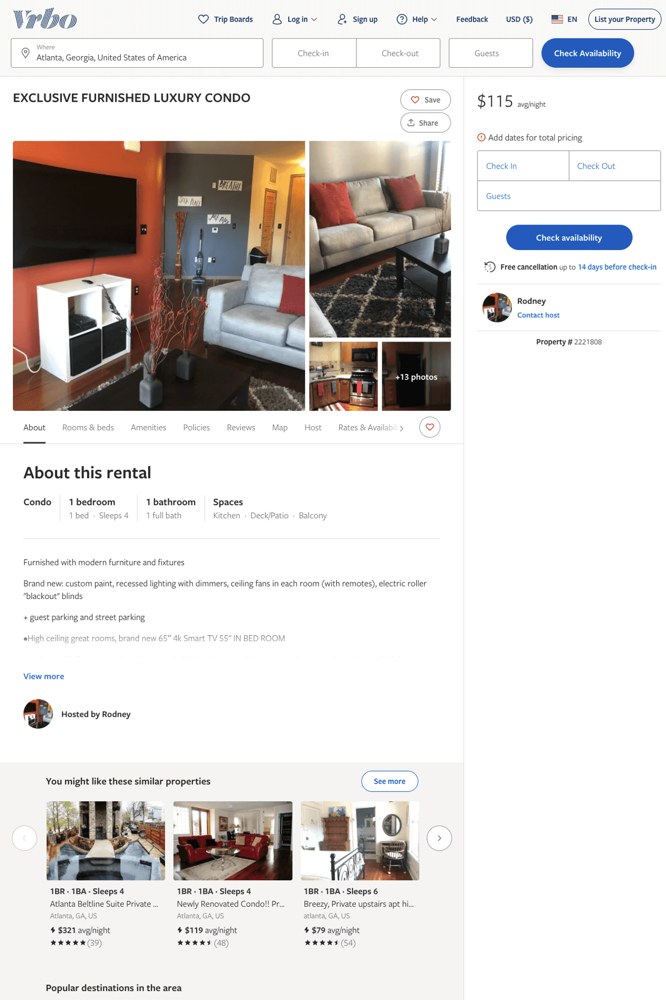 Vrbo
Trip Boards
Log in
Sign up
Help
Feedback
USD ($)
EN
List your Property
Where
Atlanta, Georgia, United States of America
Check-in
Check-out
Guests
Check Availability
EXCLUSIVE FURNISHED LUXURY CONDO
Save
Share
BREATHE
+13 photos
$115 avg/night
Add dates for total pricing
Check In
Check Out
Guests
Check availability
Free cancellation up to 14 days before check-in
Rodney
Contact host
Property # 2221808
About
Rooms & beds
Amenities
Policies
Reviews
Map
Host
Rates & Availabili
About this rental
Condo
1 bedroom
1 bed · Sleeps 4
1 bathroom
1 full bath
Spaces
Kitchen · Deck/Patio · Balcony
Furnished with modern furniture and fixtures
Brand new: custom paint, recessed lighting with dimmers, ceiling fans in each room (with remotes), electric roller
"blackout" blinds
+ guest parking and street parking
●High ceiling great rooms, brand new 65” 4k Smart TV 55" IN BED ROOM
View more
Hosted by Rodney
You might like these similar properties
See more
1BR · 1BA · Sleeps 4
Atlanta Beltline Suite Private ...
Atlanta, GA, US
$321 avg/night
(39)
1BR · 1BA · Sleeps 4
Newly Renovated Condo!! Pr...
Atlanta, GA, US
$119 avg/night
(48)
1BR · 1BA · Sleeps 6
Breezy, Private upstairs apt hi...
atlanta, GA, US
$79 avg/night
(54)
Popular destinations in the area